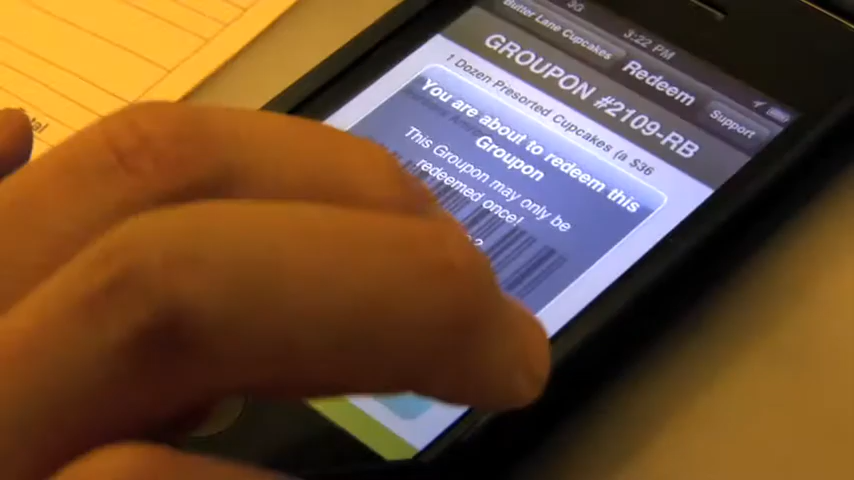 3G
3:22 PM
Butter Lane Cupcakes
Redeem
Support
GROUPON #2109-RB
1 Dozen Presorted Cupcakes (a $36
You are about to redeem this
Groupon
This Groupon may only be
redeemed once!
?